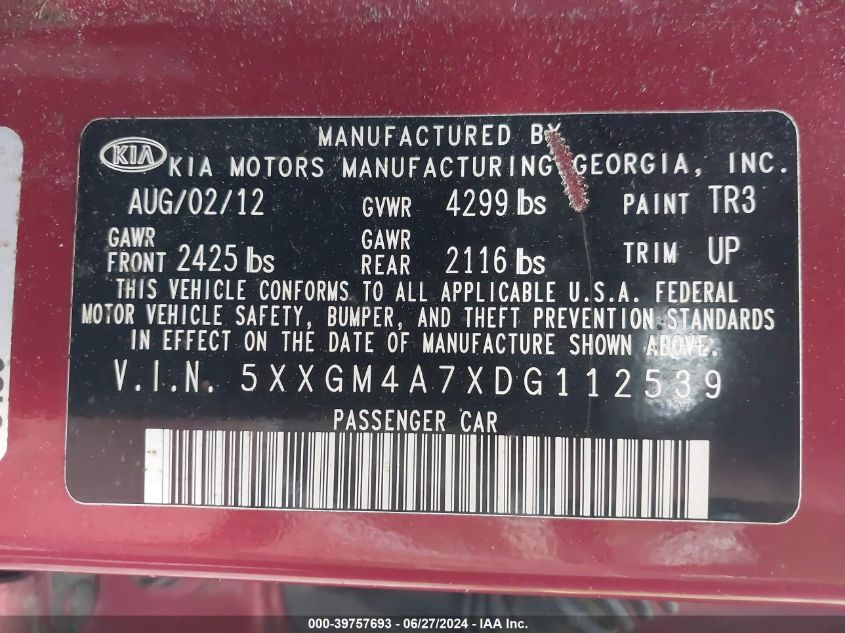 MANUFACTURED BY
KIA
KIA MOTORS MANUFACTURING GEORGIA, INC.
AUG/02/12 GVWR 4299 lbs PAINT TR3
GAWR FRONT 2425 lbs GAWR REAR 2116 lbs TRIM UP
THIS VEHICLE CONFORMS TO ALL APPLICABLE U.S.A. FEDERAL
MOTOR VEHICLE SAFETY, BUMPER, AND THEFT PREVENTION STANDARDS
IN EFFECT ON THE DATE OF MANUFACTURE SHOWN ABOVE.
V.I.N. 5XXGM4A7XDG112539
PASSENGER CAR
000-39757693 - 06/27/2024 - IAA Inc.